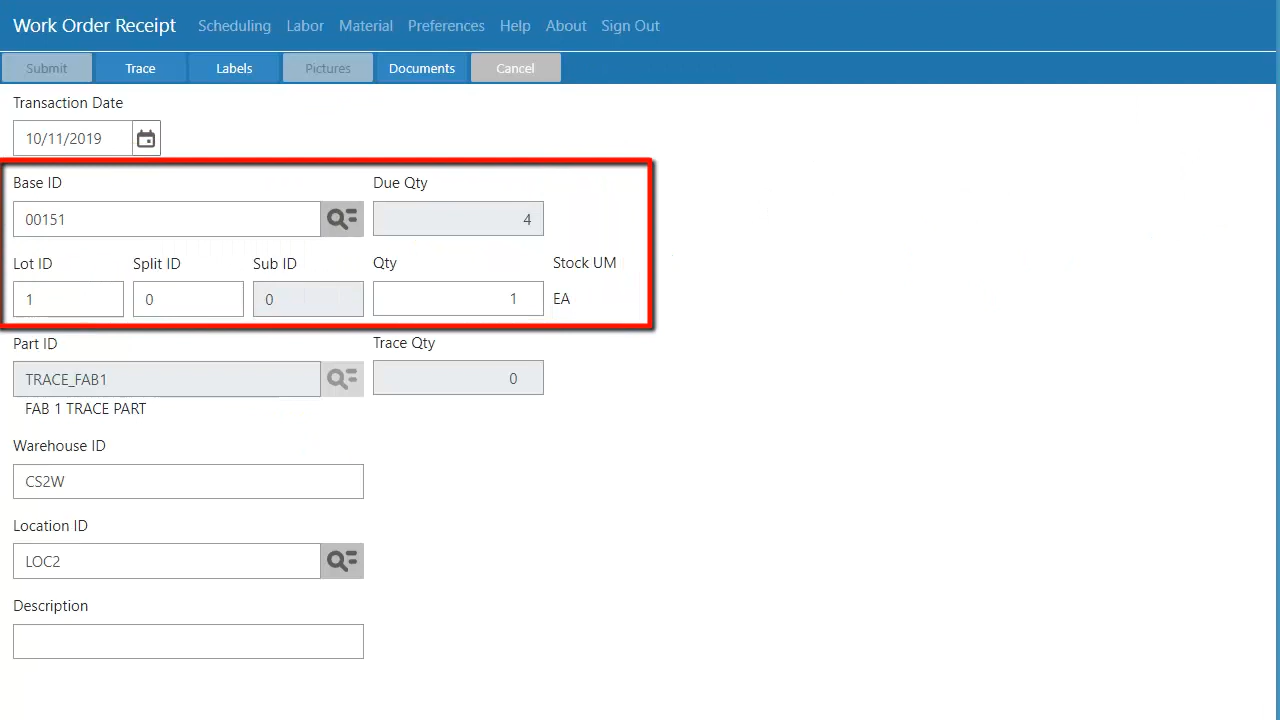 Work Order Receipt Scheduling Labor Material Preferences Help About Sign Out
Submit Trace Labels Pictures Documents Cancel
Transaction Date
10/11/2019
Base ID Due Qty
00151 4
Lot ID Split ID Sub ID Qty Stock UM
1 0 0 1 EA
Part ID Trace Qty
TRACE_FAB1 0
FAB 1 TRACE PART
Warehouse ID
CS2W
Location ID
LOC2
Description